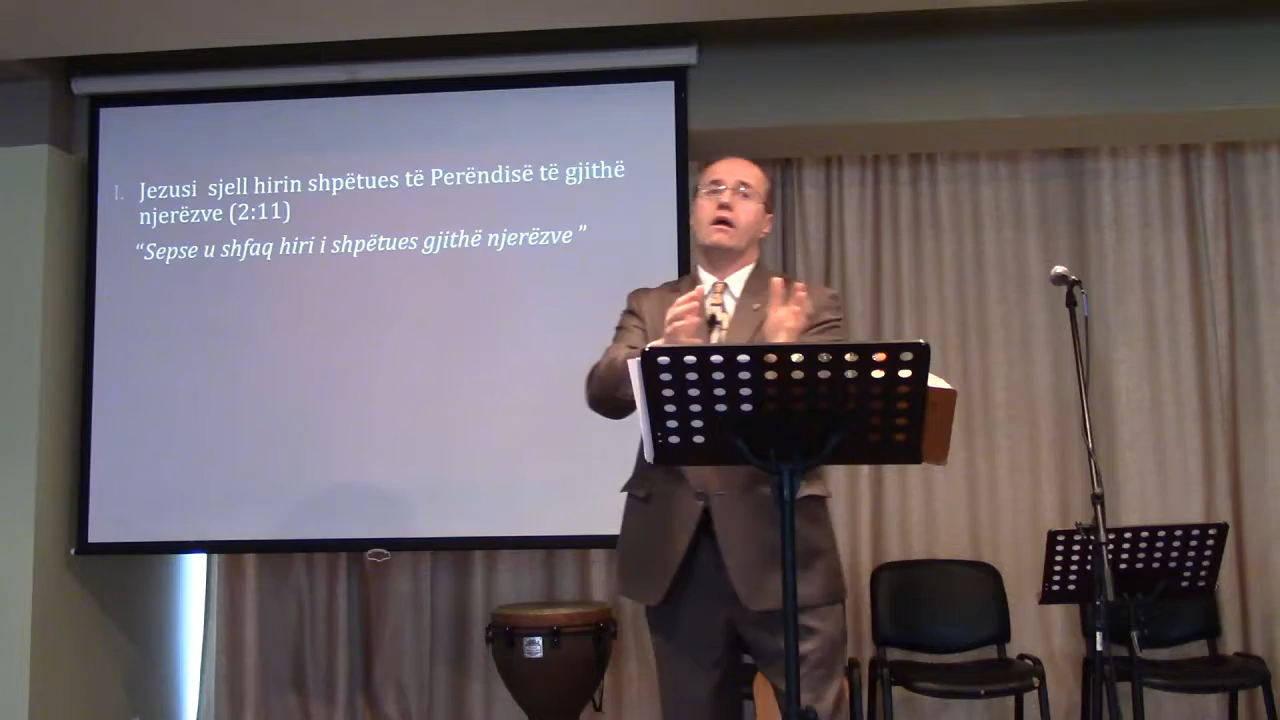 I. Jezusi sjell hirin shpëtues të Perëndisë të gjithë
njerëzve (2:11)
“Sepse u shfaq hiri i shpëtues gjithë njerëzve ”